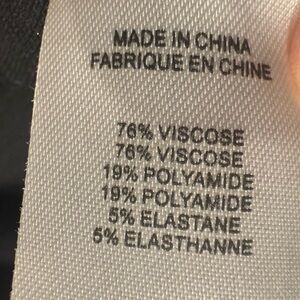 MADE IN CHINA
FABRIQUE EN CHINE
76% VISCOSE
76% VISCOSE
19% POLYAMIDE
19% POLYAMIDE
5% ELASTANE
5% ELASTHANNE